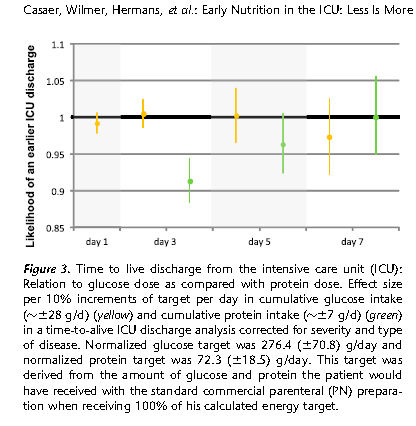 Casaer, Wilmer, Hermans, et al.: Early Nutrition in the ICU: Less Is More
Likelihood of an earlier ICU discharge
1.1
1.05
1
0.95
0.9
0.85
day 1 day 3 day 5 day 7
Figure 3. Time to live discharge from the intensive care unit (ICU):
Relation to glucose dose as compared with protein dose. Effect size
per 10% increments of target per day in cumulative glucose intake
(~±28 g/d) (yellow) and cumulative protein intake (~±7 g/d) (green)
in a time-to-alive ICU discharge analysis corrected for severity and type
of disease. Normalized glucose target was 276.4 (±70.8) g/day and
normalized protein target was 72.3 (±18.5) g/day. This target was
derived from the amount of glucose and protein the patient would
have received with the standard commercial parenteral (PN) prepara-
tion when receiving 100% of his calculated energy target.